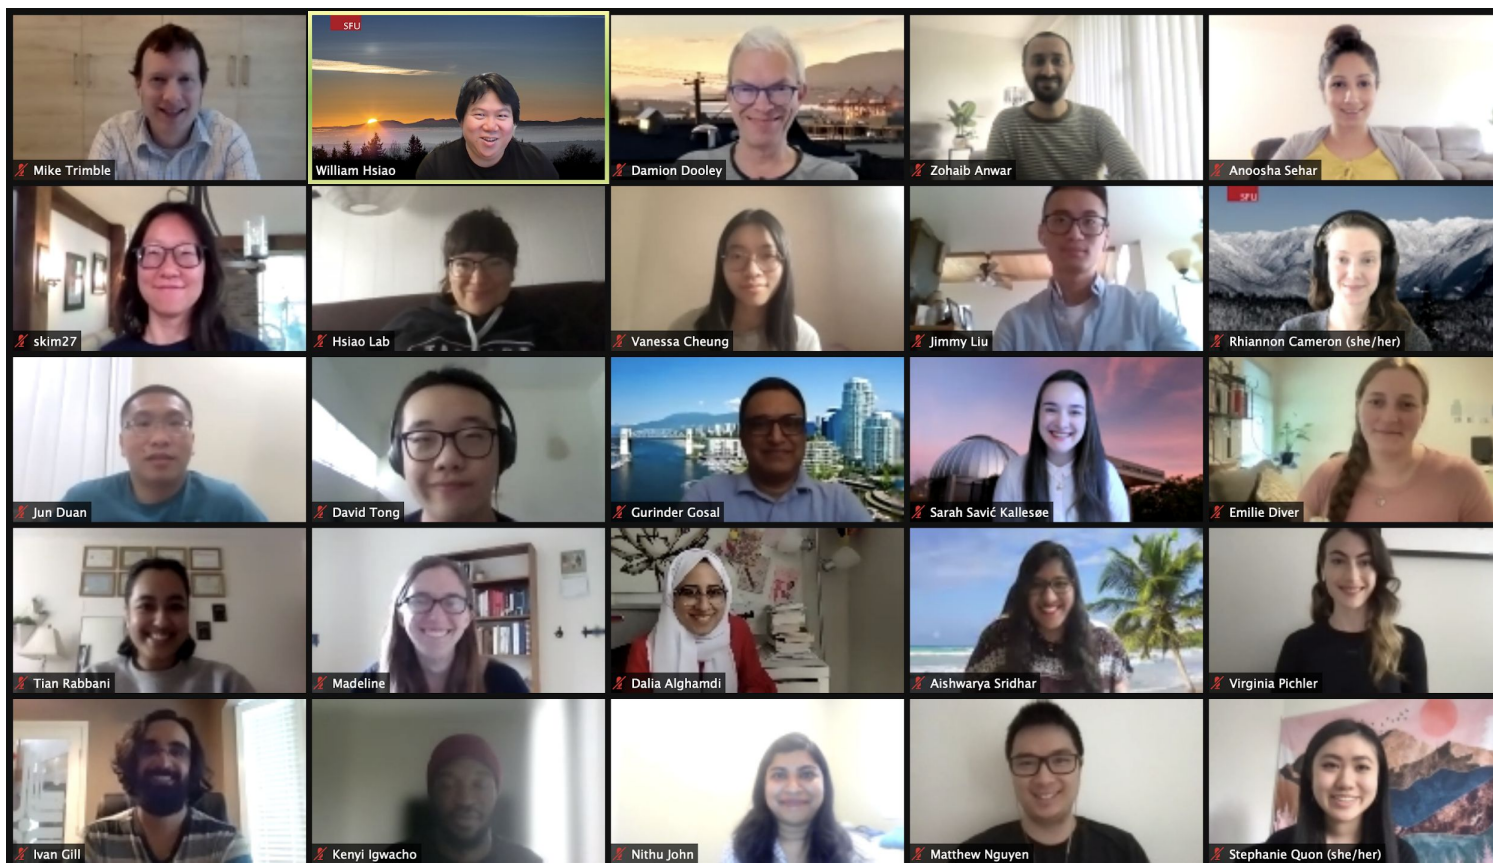 SFU
Mike Trimble
William Hsiao
Damion Dooley
Zohaib Anwar
Anoosha Sehar
SFU
skim27
Hsiao Lab
Vanessa Cheung
Jimmy Liu
Rhiannon Cameron (she/her)
Jun Duan
David Tong
Gurinder Gosal
Sarah Savić Kallesøe
Emilie Diver
Tian Rabbani
Madeline
Dalia Alghamdi
Aishwarya Sridhar
Virginia Pichler
Ivan Gill
Kenyi Igwacho
Nithu John
Matthew Nguyen
Stephanie Quon (she/her)